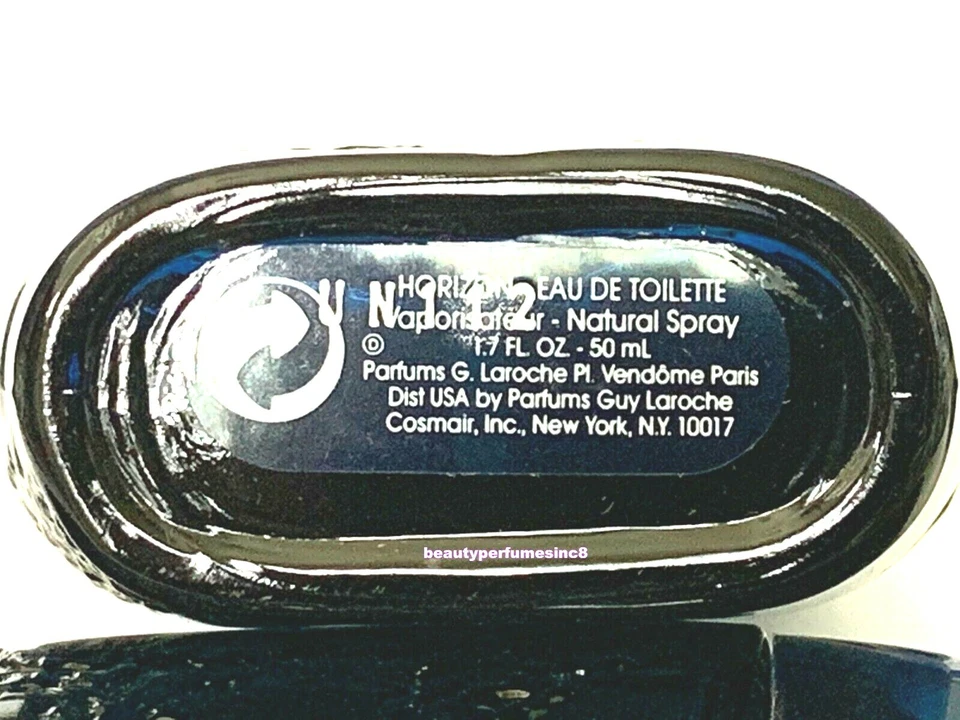 UN112
HORIZON EAU DE TOILETTE
Vaporisateur - Natural Spray
Ⓓ 1.7 FL. OZ. - 50 mL
Parfums G. Laroche Pl. Vendôme Paris
Dist USA by Parfums Guy Laroche
Cosmair, Inc., New York, N.Y. 10017
beautyperfumesinc8